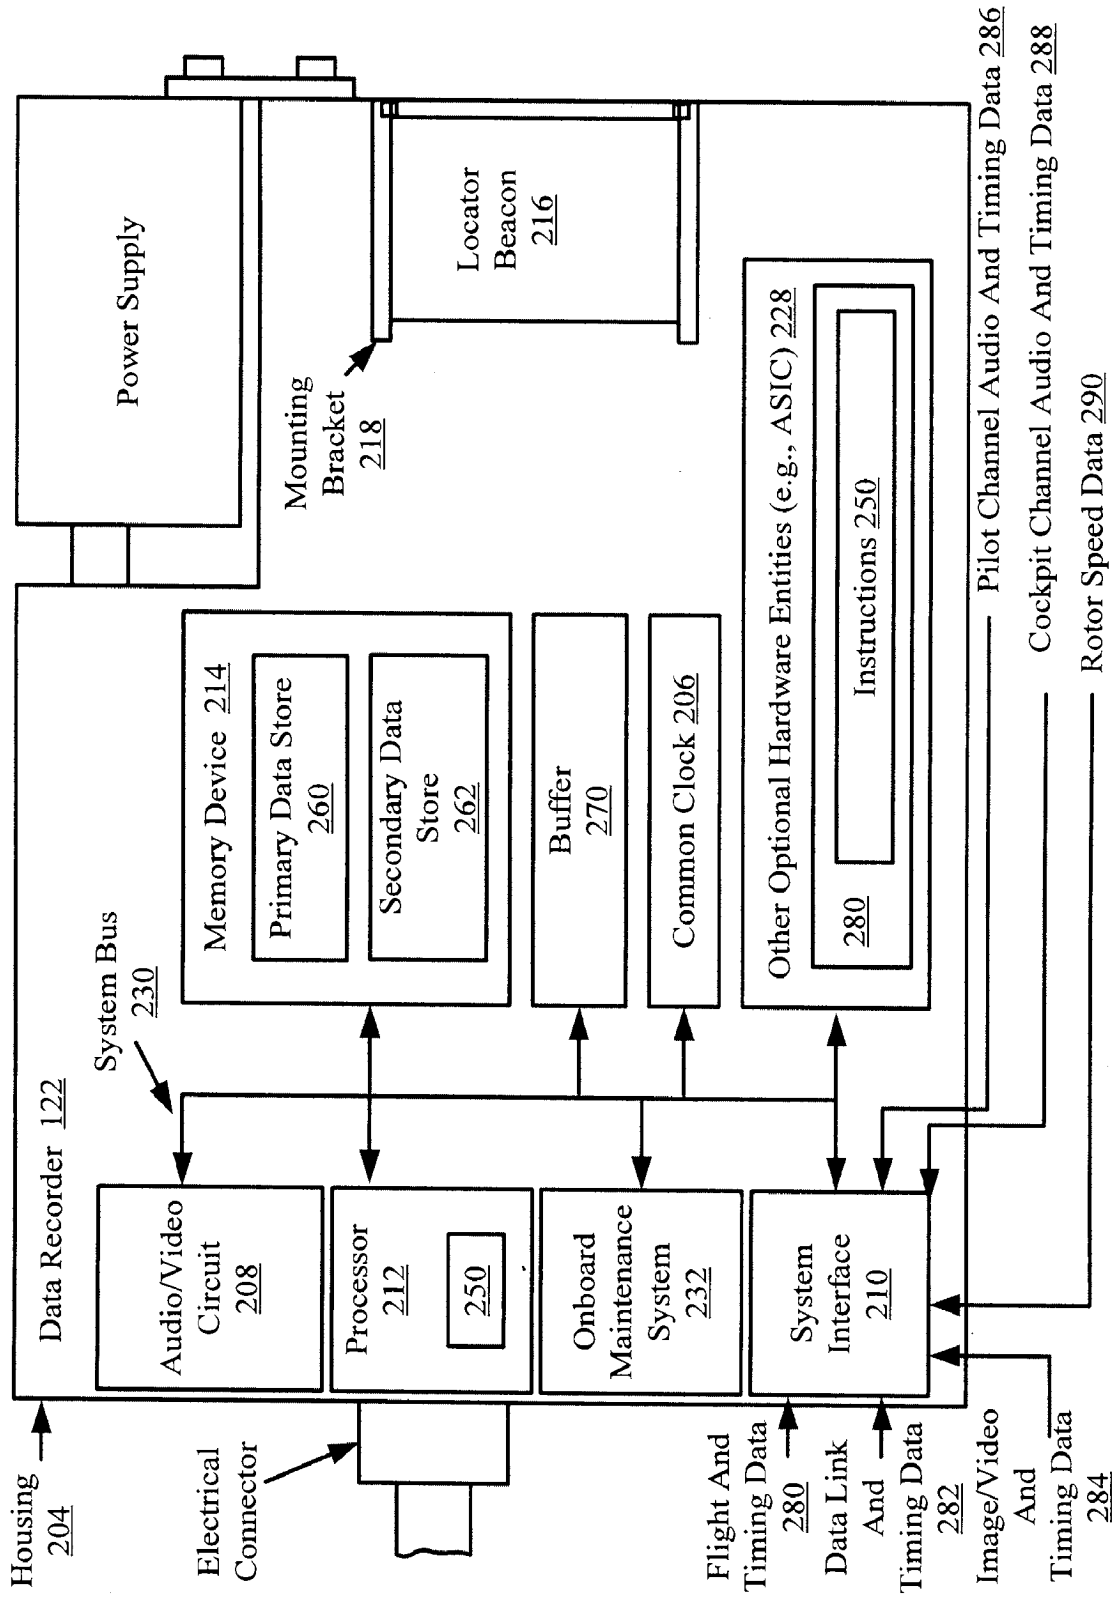 Housing
204
Data Recorder 122
System Bus
230
Power Supply
Electrical
Connector
Audio/Video
Circuit
208
Processor
212
250
Onboard
Maintenance
System
232
System
Interface
210
Memory Device 214
Primary Data Store
260
Secondary Data
Store
262
Buffer
270
Common Clock 206
Other Optional Hardware Entities (e.g., ASIC) 228
280
Instructions 250
Mounting
Bracket
218
Locator
Beacon
216
Flight And
Timing Data
280
Data Link
And
Timing Data
282
Image/Video
And
Timing Data
284
Pilot Channel Audio And Timing Data 286
Cockpit Channel Audio And Timing Data 288
Rotor Speed Data 290